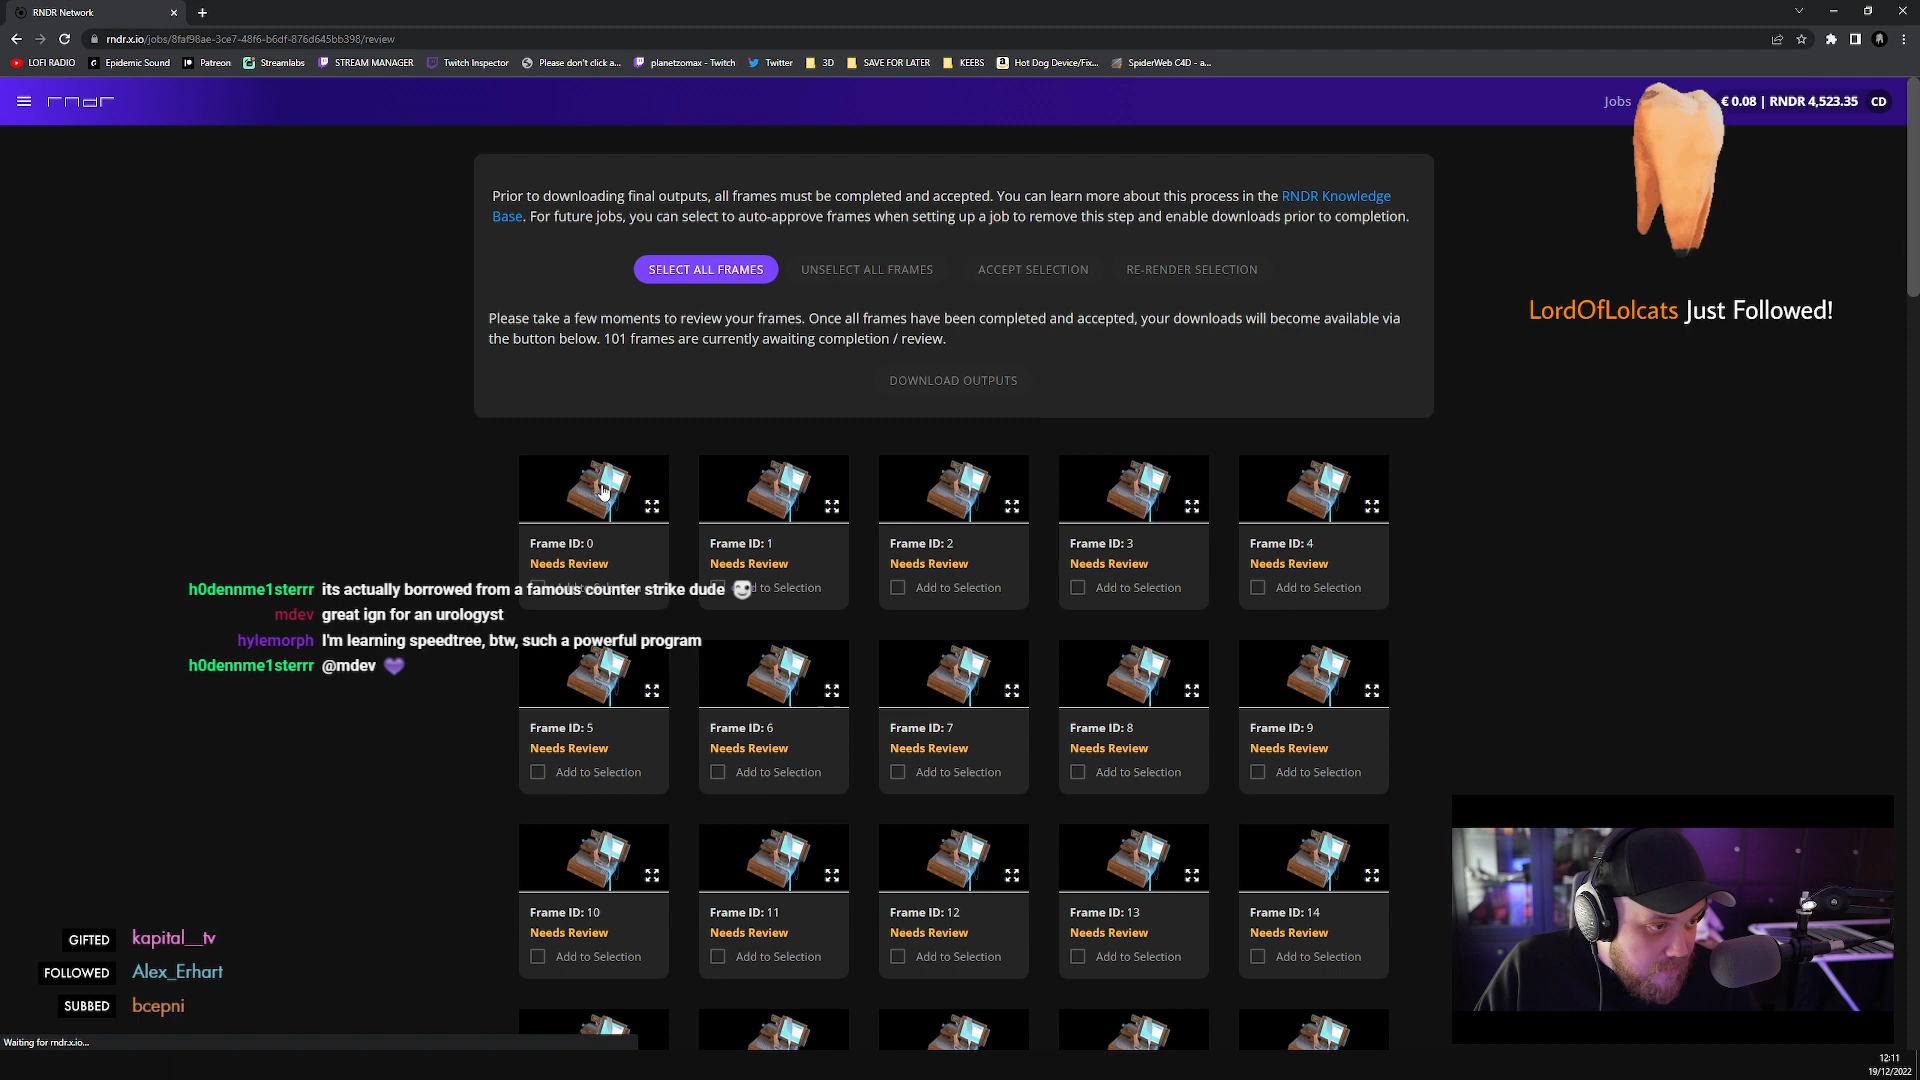 RNDR Network
rndr.x.io/jobs/8faf98ae-3ce7-48f6-b6df-876d645bb398/review
LOFI RADIO
Epidemic Sound
Patreon
Streamlabs
STREAM MANAGER
Twitch Inspector
Please don't click a...
planetzomax - Twitch
Twitter
3D
SAVE FOR LATER
KEEBS
Hot Dog Device/Fix...
SpiderWeb C4D - a...
rndr
Jobs
€ 0.08 | RNDR 4,523.35
CD
Prior to downloading final outputs, all frames must be completed and accepted. You can learn more about this process in the RNDR Knowledge
Base. For future jobs, you can select to auto-approve frames when setting up a job to remove this step and enable downloads prior to completion.
SELECT ALL FRAMES
UNSELECT ALL FRAMES
ACCEPT SELECTION
RE-RENDER SELECTION
Please take a few moments to review your frames. Once all frames have been completed and accepted, your downloads will become available via
the button below. 101 frames are currently awaiting completion / review.
DOWNLOAD OUTPUTS
LordOfLolcats Just Followed!
Frame ID: 0
Needs Review
Frame ID: 1
Needs Review
to Selection
Frame ID: 2
Needs Review
Add to Selection
Frame ID: 3
Needs Review
Add to Selection
Frame ID: 4
Needs Review
Add to Selection
h0dennme1sterrr its actually borrowed from a famous counter strike dude
mdev great ign for an urologyst
hylemorph I'm learning speedtree, btw, such a powerful program
h0dennme1sterrr @mdev
Frame ID: 5
Needs Review
Add to Selection
Frame ID: 6
Needs Review
Add to Selection
Frame ID: 7
Needs Review
Add to Selection
Frame ID: 8
Needs Review
Add to Selection
Frame ID: 9
Needs Review
Add to Selection
Frame ID: 10
Needs Review
Add to Selection
Frame ID: 11
Needs Review
Add to Selection
Frame ID: 12
Needs Review
Add to Selection
Frame ID: 13
Needs Review
Add to Selection
Frame ID: 14
Needs Review
Add to Selection
GIFTED kapital__tv
FOLLOWED Alex_Erhart
SUBBED bcepni
Waiting for rndr.x.io...
12:11
19/12/2022